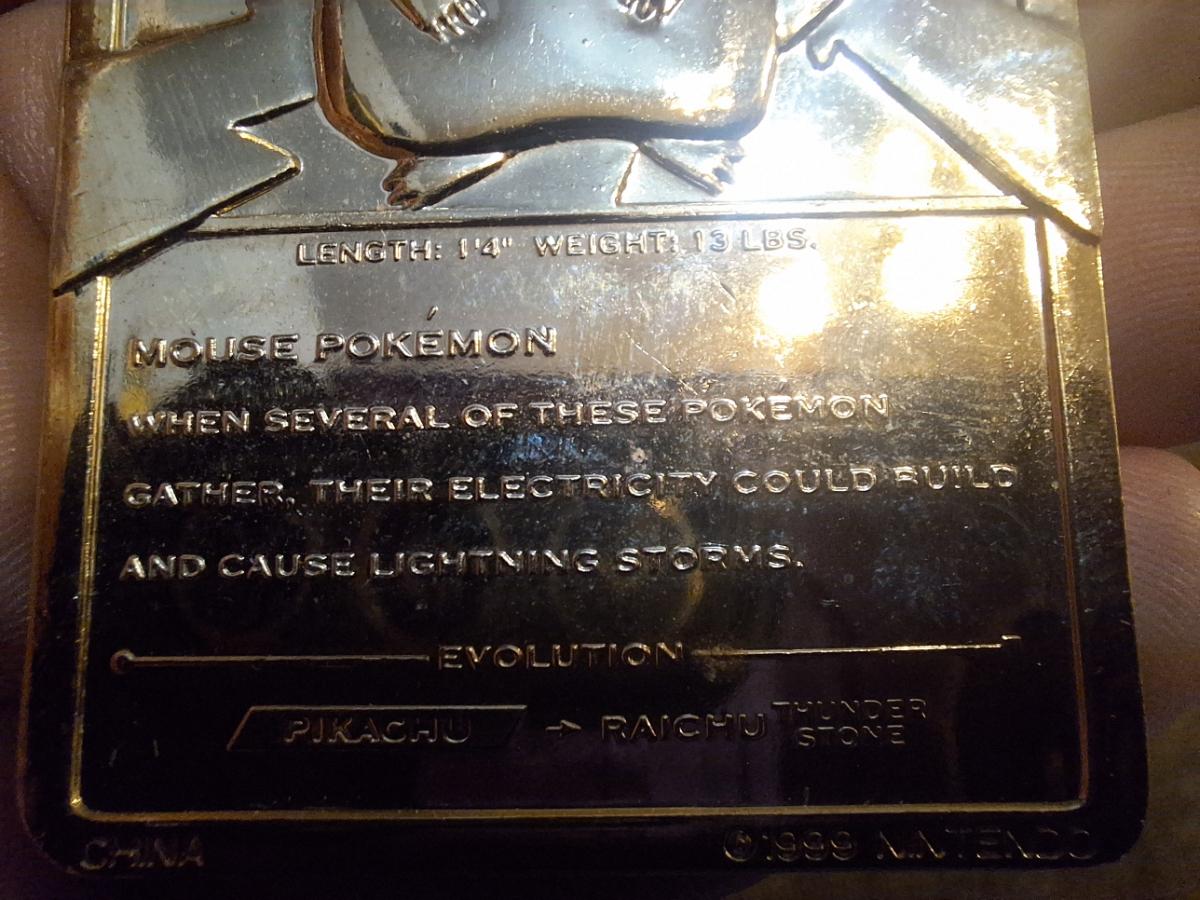 LENGTH: 1'4" WEIGHT: 13 LBS.
MOUSE POKÉMON
WHEN SEVERAL OF THESE POKÉMON
GATHER, THEIR ELECTRICITY COULD BUILD
AND CAUSE LIGHTNING STORMS.
EVOLUTION
PIKACHU → RAICHU THUNDER
STONE
CHINA ©1999 NINTENDO